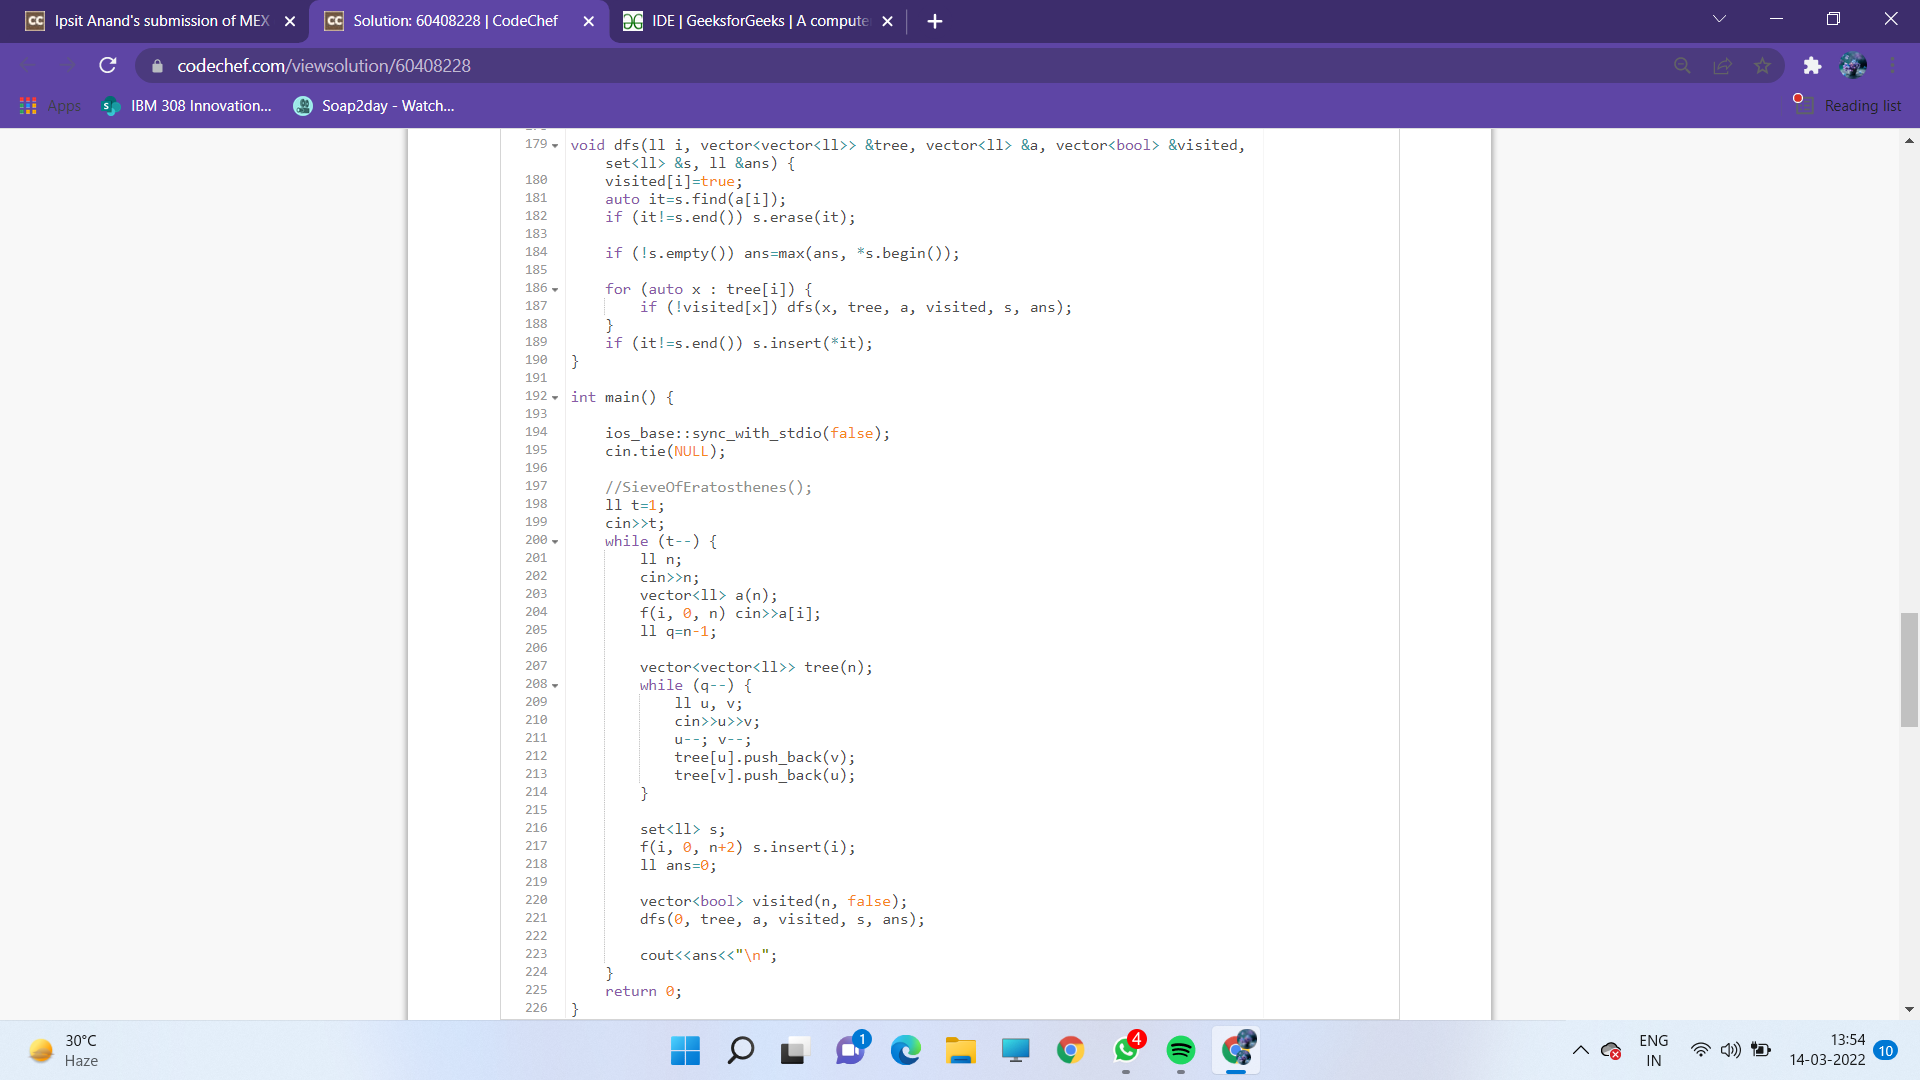 Ipsit Anand's submission of MEX
Solution: 60408228 | CodeChef
IDE | GeeksforGeeks | A compute
codechef.com/viewsolution/60408228
Apps
IBM 308 Innovation...
Soap2day - Watch...
Reading list
179 void dfs(ll i, vector<vector<ll>> &tree, vector<ll> &a, vector<bool> &visited,
set<ll> &s, ll &ans) {
180 visited[i]=true;
181 auto it=s.find(a[i]);
182 if (it!=s.end()) s.erase(it);
183
184 if (!s.empty()) ans=max(ans, *s.begin());
185
186 for (auto x : tree[i]) {
187 if (!visited[x]) dfs(x, tree, a, visited, s, ans);
188 }
189 if (it!=s.end()) s.insert(*it);
190 }
191
192 int main() {
193
194 ios_base::sync_with_stdio(false);
195 cin.tie(NULL);
196
197 //SieveOfEratosthenes();
198 ll t=1;
199 cin>>t;
200 while (t--) {
201 ll n;
202 cin>>n;
203 vector<ll> a(n);
204 f(i, 0, n) cin>>a[i];
205 ll q=n-1;
206
207 vector<vector<ll>> tree(n);
208 while (q--) {
209 ll u, v;
210 cin>>u>>v;
211 u--; v--;
212 tree[u].push_back(v);
213 tree[v].push_back(u);
214 }
215
216 set<ll> s;
217 f(i, 0, n+2) s.insert(i);
218 ll ans=0;
219
220 vector<bool> visited(n, false);
221 dfs(0, tree, a, visited, s, ans);
222
223 cout<<ans<<"\n";
224 }
225 return 0;
226 }
30°C
Haze
1
4
ENG
IN
13:54
14-03-2022
10